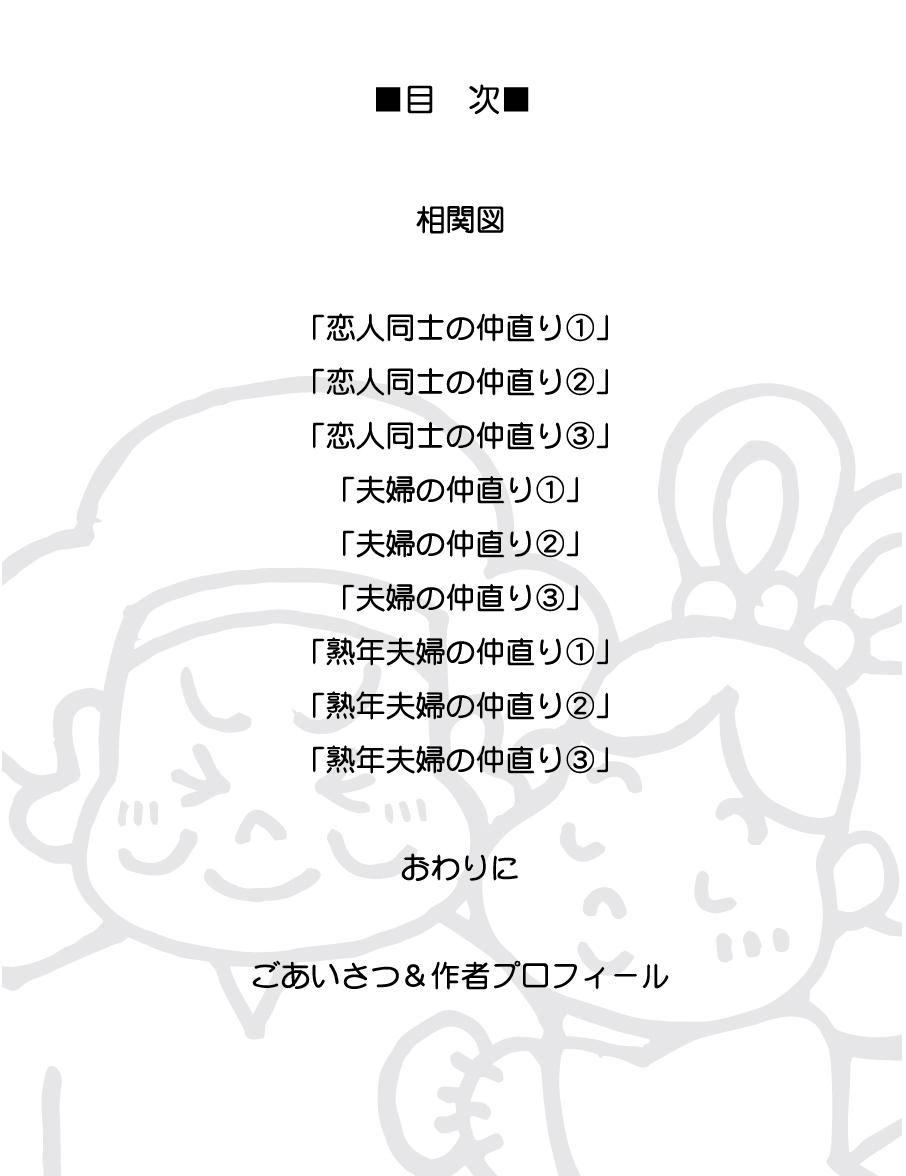 ■目　次■
相関図
「恋人同士の仲直り①」
「恋人同士の仲直り②」
「恋人同士の仲直り③」
「夫婦の仲直り①」
「夫婦の仲直り②」
「夫婦の仲直り③」
「熟年夫婦の仲直り①」
「熟年夫婦の仲直り②」
「熟年夫婦の仲直り③」
おわりに
ごあいさつ＆作者プロフィール